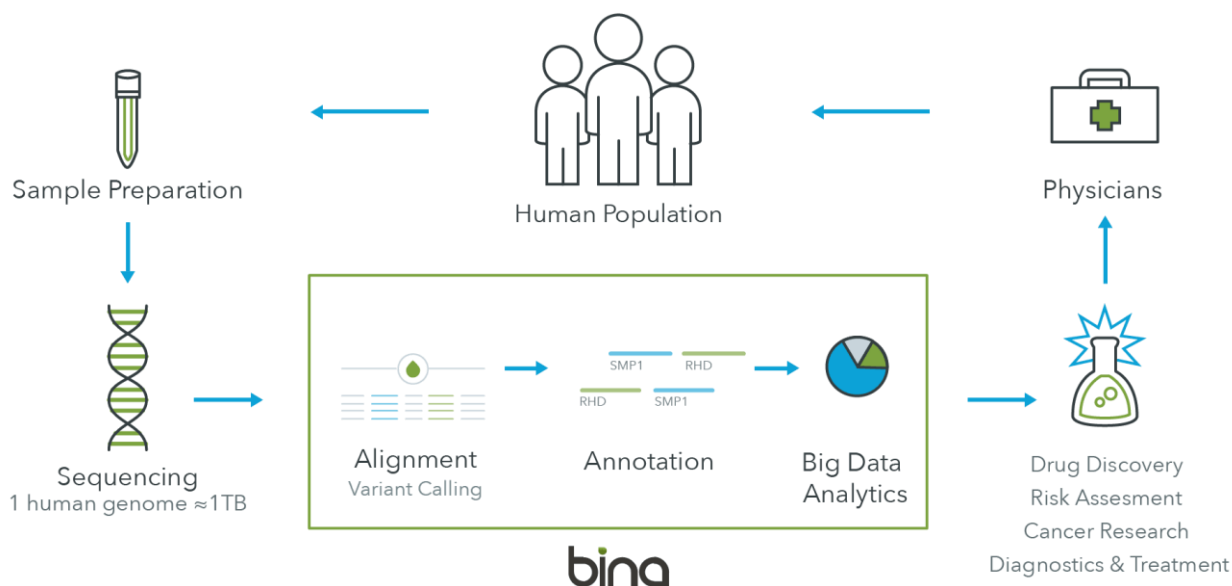 Sample Preparation
Human Population
Physicians
SMP1
RHD
RHD
SMP1
Sequencing
1 human genome ≈1TB
Alignment
Variant Calling
Annotation
Big Data
Analytics
Drug Discovery
Risk Assesment
Cancer Research
Diagnostics & Treatment
bina